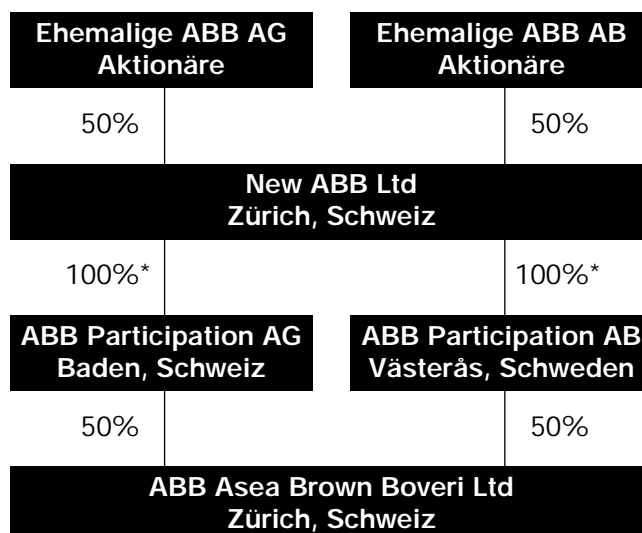 Ehemalige ABB AG
Aktionäre
Ehemalige ABB AB
Aktionäre
50%
50%
New ABB Ltd
Zürich, Schweiz
100%*
100%*
ABB Participation AG
Baden, Schweiz
ABB Participation AB
Västerås, Schweden
50%
50%
ABB Asea Brown Boveri Ltd
Zürich, Schweiz